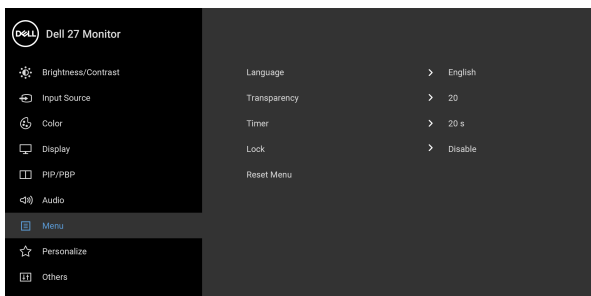 DELL Dell 27 Monitor
Brightness/Contrast
Input Source
Color
Display
PIP/PBP
Audio
Menu
Personalize
Others
Language > English
Transparency > 20
Timer > 20 s
Lock > Disable
Reset Menu